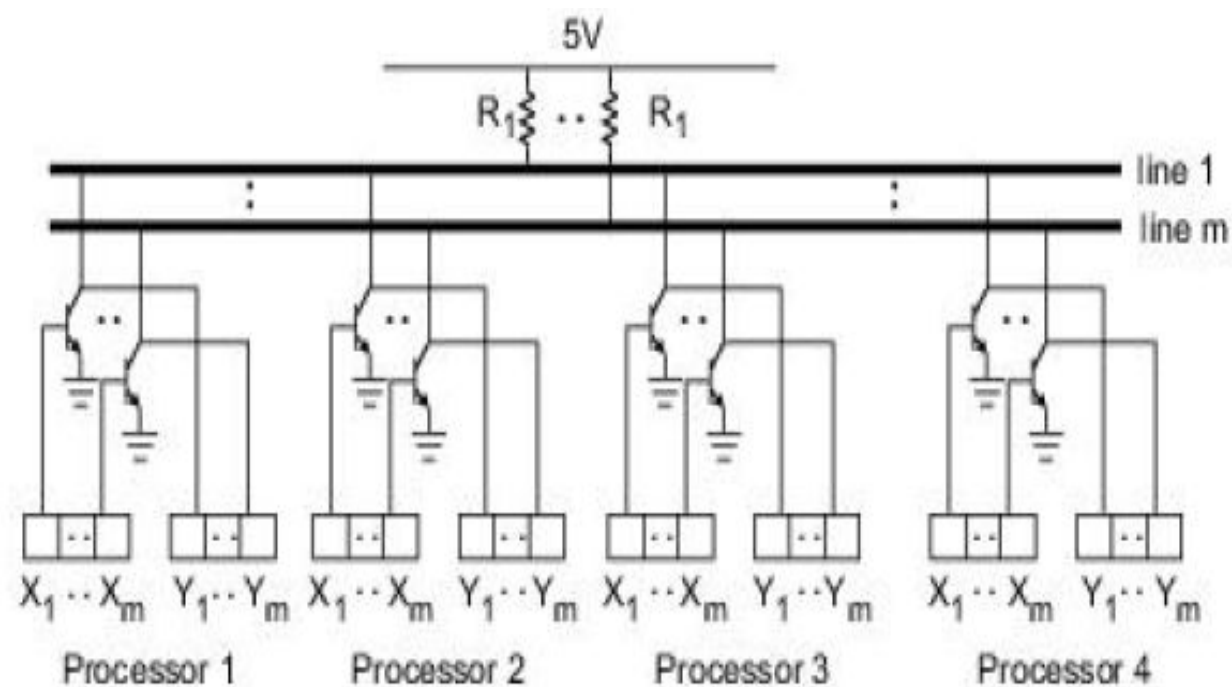 5V
R1 .. R1
line 1
line m
X1 .. Xm Y1 .. Ym X1 .. Xm Y1 .. Ym X1 .. Xm Y1 .. Ym X1 .. Xm Y1 .. Ym
Processor 1 Processor 2 Processor 3 Processor 4